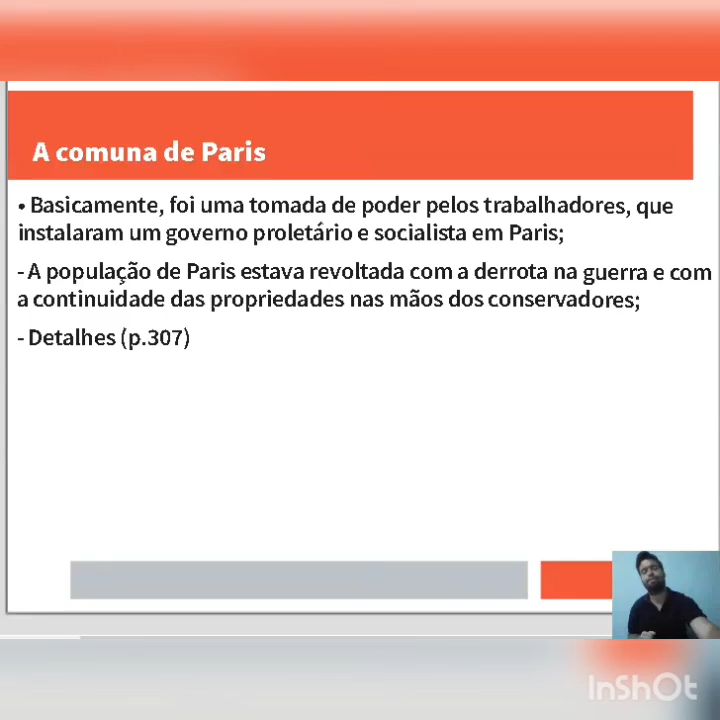 A comuna de Paris
• Basicamente, foi uma tomada de poder pelos trabalhadores, que
instalaram um governo proletário e socialista em Paris;
- A população de Paris estava revoltada com a derrota na guerra e com
a continuidade das propriedades nas mãos dos conservadores;
- Detalhes (p.307)
InShOt